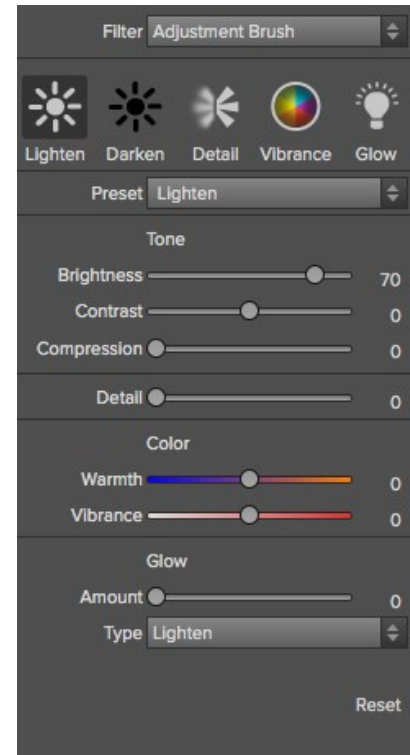 Filter Adjustment Brush
Lighten Darken Detail Vibrance Glow
Preset Lighten
Tone
Brightness 70
Contrast 0
Compression 0
Detail 0
Color
Warmth 0
Vibrance 0
Glow
Amount 0
Type Lighten
Reset